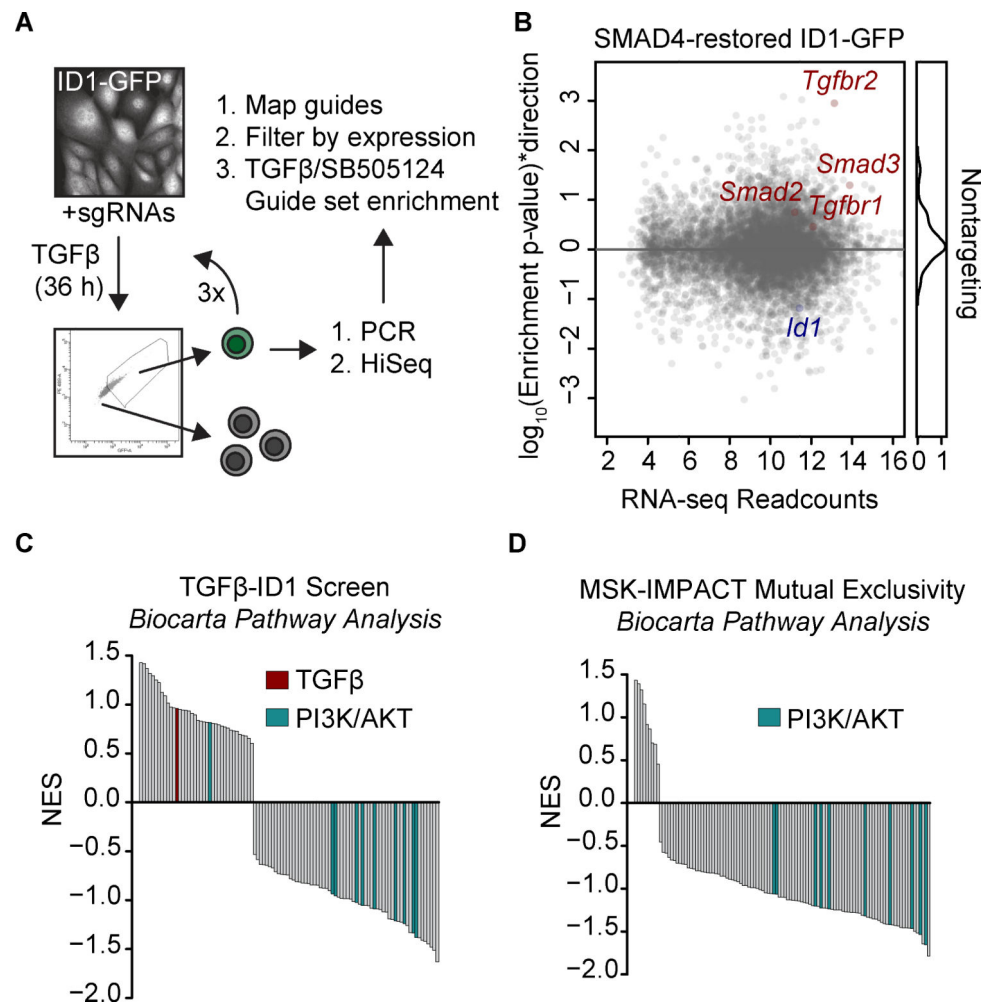 A
ID1-GFP
+sgRNAs
TGFβ
(36 h)
3x
1. Map guides
2. Filter by expression
3. TGFβ/SB505124
Guide set enrichment
1. PCR
2. HiSeq
GFP-A
B
SMAD4-restored ID1-GFP
log10(Enrichment p-value)*direction
3
2
1
0
−1
−2
−3
Tgfbr2
Smad3
Smad2
Tgfbr1
Id1
2 4 6 8 10 12 14 16
RNA-seq Readcounts
0 1
Nontargeting
C
TGFβ-ID1 Screen
Biocarta Pathway Analysis
TGFβ
PI3K/AKT
NES
1.5
1.0
0.5
0.0
−0.5
−1.0
−1.5
−2.0
D
MSK-IMPACT Mutual Exclusivity
Biocarta Pathway Analysis
PI3K/AKT
NES
1.5
1.0
0.5
0.0
−0.5
−1.0
−1.5
−2.0